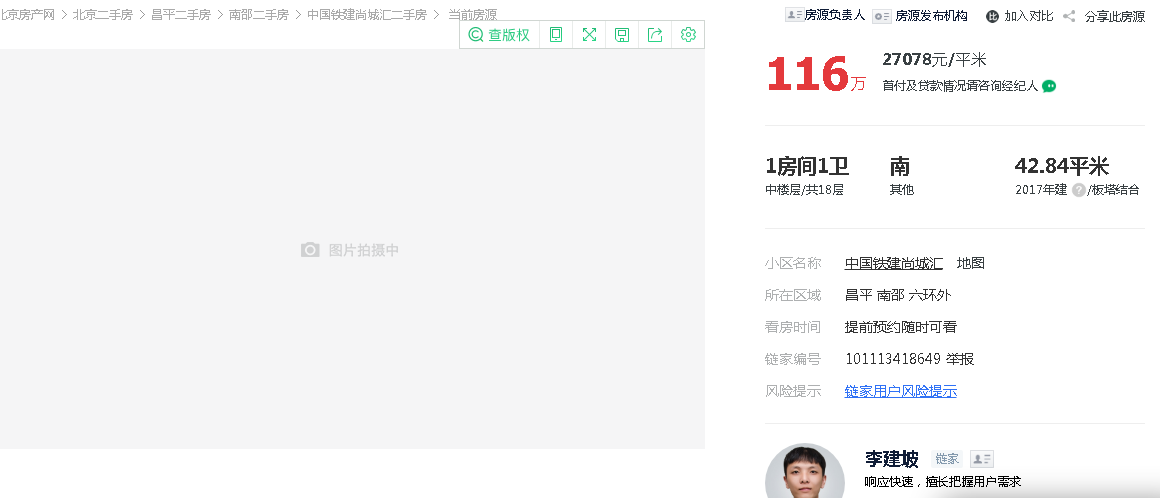 北京房产网 > 北京二手房 > 昌平二手房 > 南邵二手房 > 中国铁建尚城汇二手房 > 当前房源
房源负责人 房源发布机构 加入对比 分享此房源
查版权
116万
27078元/平米
首付及贷款情况请咨询经纪人
图片拍摄中
1房间1卫 南 42.84平米
中楼层/共18层 其他 2017年建 ? /板塔结合
小区名称 中国铁建尚城汇 地图
所在区域 昌平 南邵 六环外
看房时间 提前预约随时可看
链家编号 101113418649 举报
风险提示 链家用户风险提示
李建坡 链家
响应快速，擅长把握用户需求